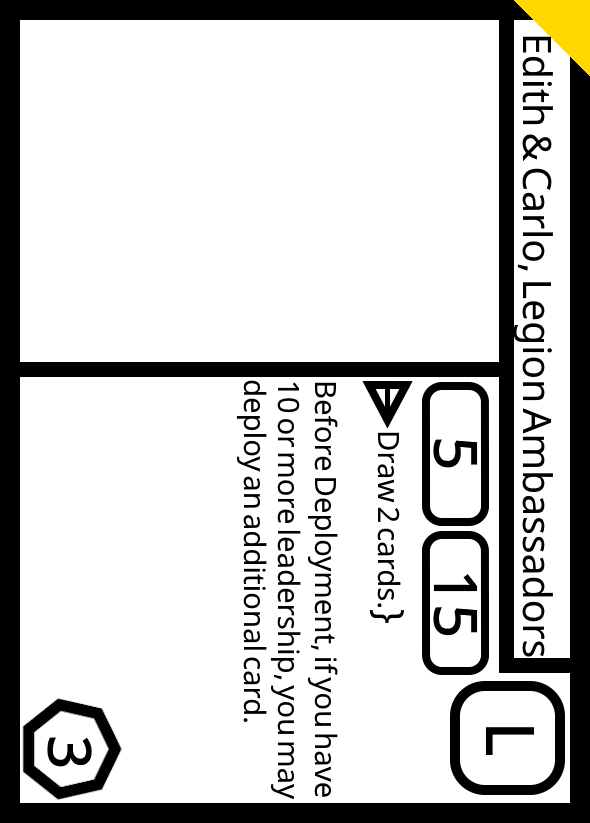 Edith & Carlo, Legion Ambassadors
L
5
15
Draw 2 cards.}
Before Deployment, if you have
10 or more leadership, you may
deploy an additional card.
3